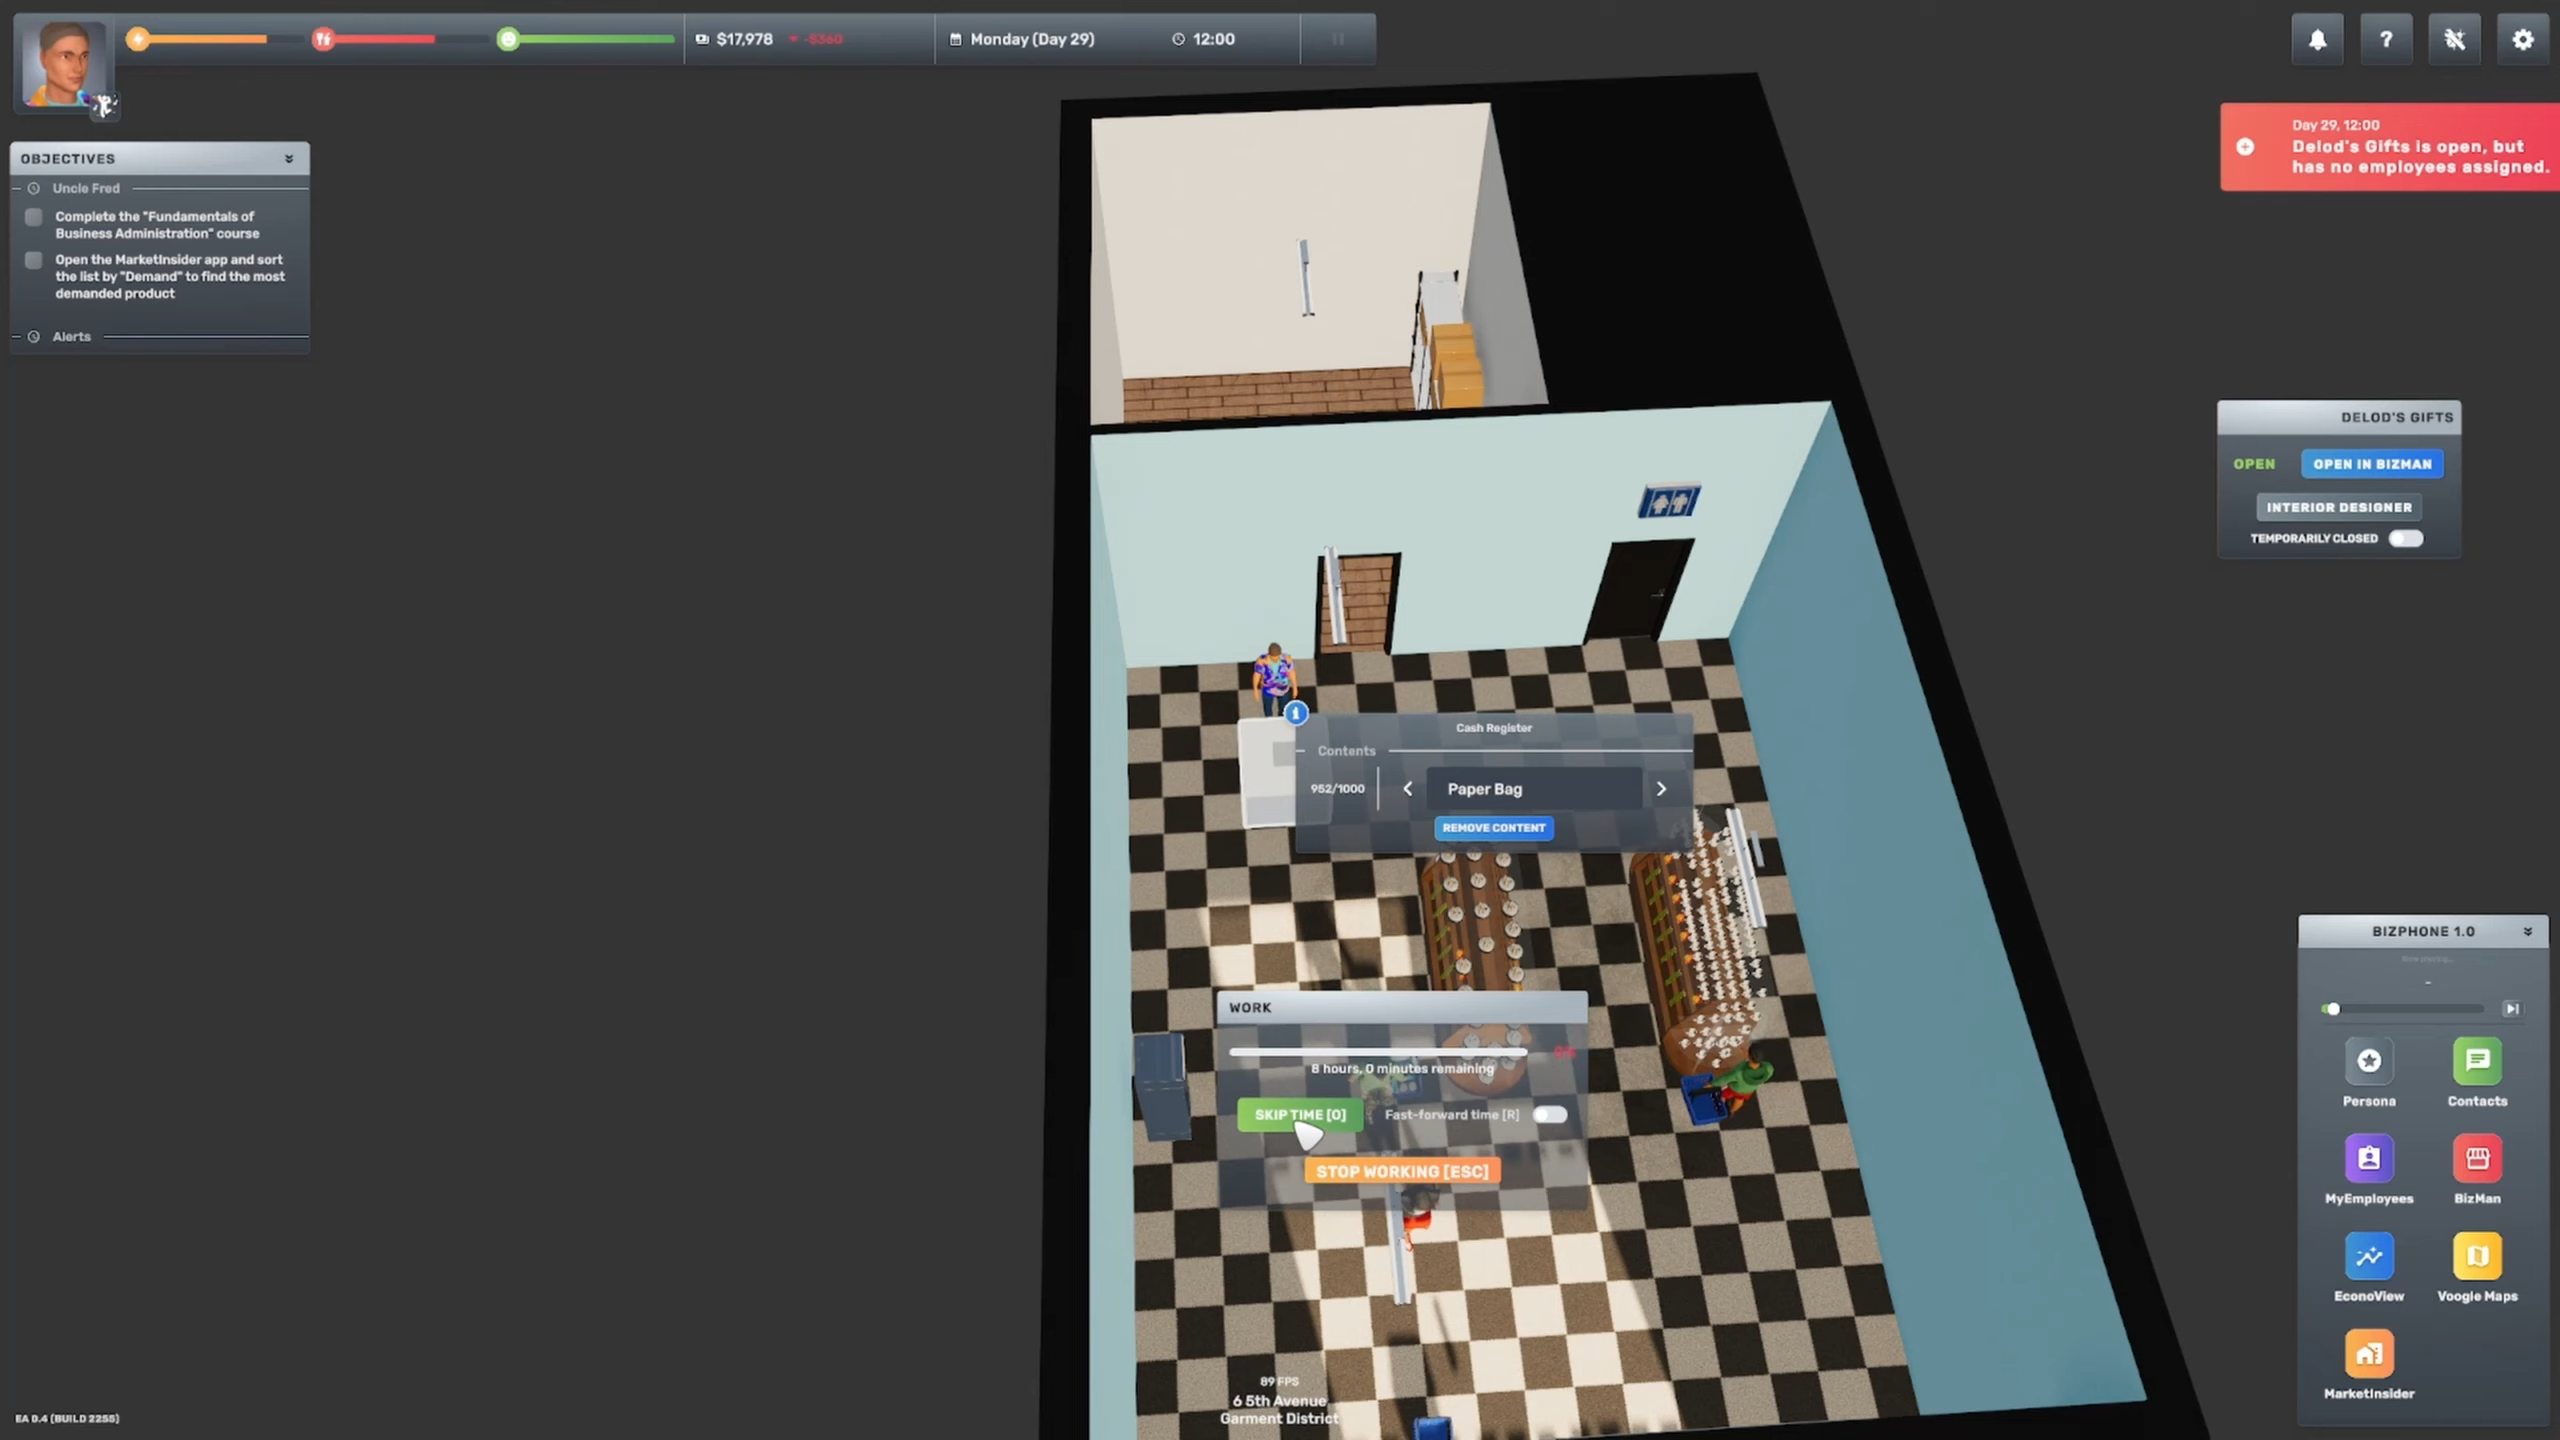 $17,978
-$360
Monday (Day 29)
12:00
OBJECTIVES
Uncle Fred
Complete the "Fundamentals of
Business Administration" course
Open the MarketInsider app and sort
the list by "Demand" to find the most
demanded product
Alerts
Day 29, 12:00
Delod's Gifts is open, but
has no employees assigned.
DELOD'S GIFTS
OPEN
OPEN IN BIZMAN
INTERIOR DESIGNER
TEMPORARILY CLOSED
Cash Register
Contents
952/1000
Paper Bag
REMOVE CONTENT
WORK
8 hours, 0 minutes remaining
SKIP TIME [O]
Fast-forward time [R]
STOP WORKING [ESC]
BIZPHONE 1.0
Persona
Contacts
MyEmployees
BizMan
EconoView
Voogle Maps
MarketInsider
89 FPS
6 5th Avenue
Garment District
EA 0.4 (BUILD 2255)